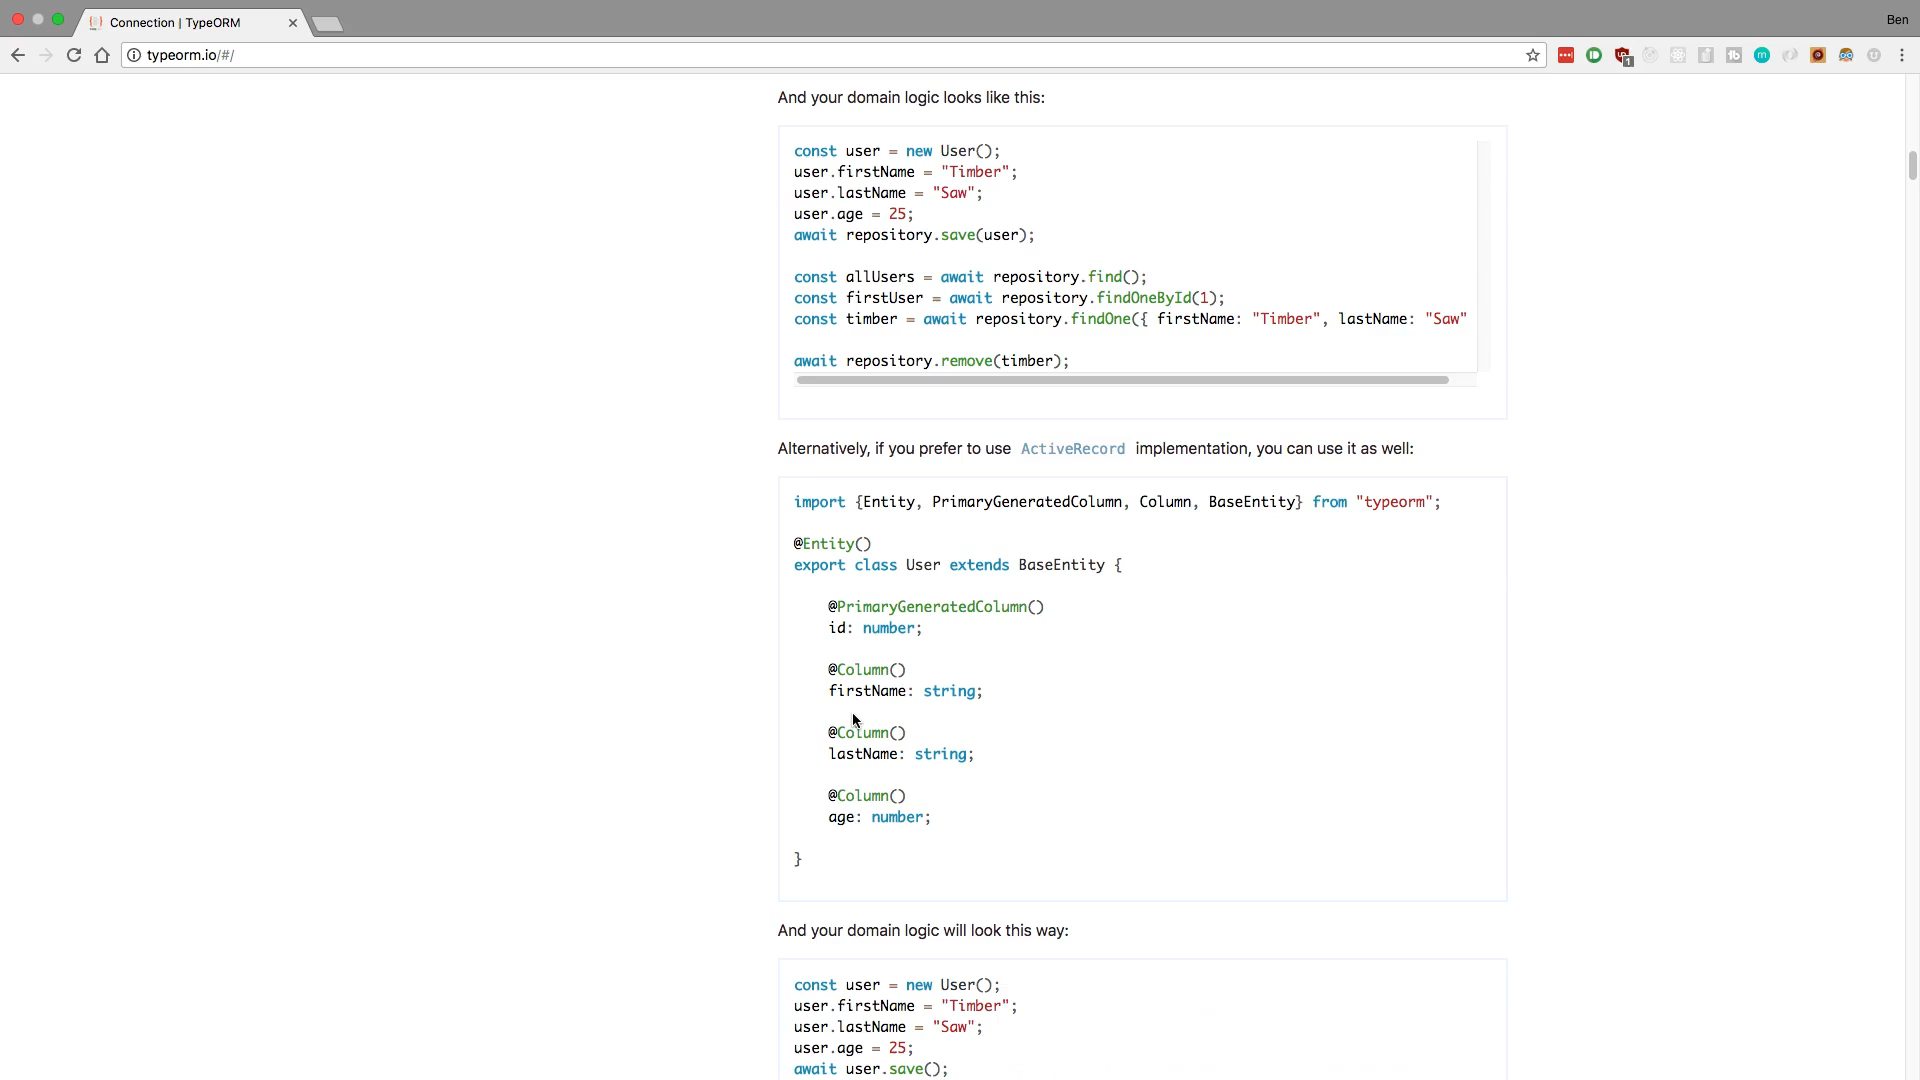 Connection | TypeORM
Ben
typeorm.io/#/
1
And your domain logic looks like this:
const user = new User();
user.firstName = "Timber";
user.lastName = "Saw";
user.age = 25;
await repository.save(user);
const allUsers = await repository.find();
const firstUser = await repository.findOneById(1);
const timber = await repository.findOne({ firstName: "Timber", lastName: "Saw"
await repository.remove(timber);
Alternatively, if you prefer to use ActiveRecord implementation, you can use it as well:
import {Entity, PrimaryGeneratedColumn, Column, BaseEntity} from "typeorm";
@Entity()
export class User extends BaseEntity {
@PrimaryGeneratedColumn()
id: number;
@Column()
firstName: string;
@Column()
lastName: string;
@Column()
age: number;
}
And your domain logic will look this way:
const user = new User();
user.firstName = "Timber";
user.lastName = "Saw";
user.age = 25;
await user.save();